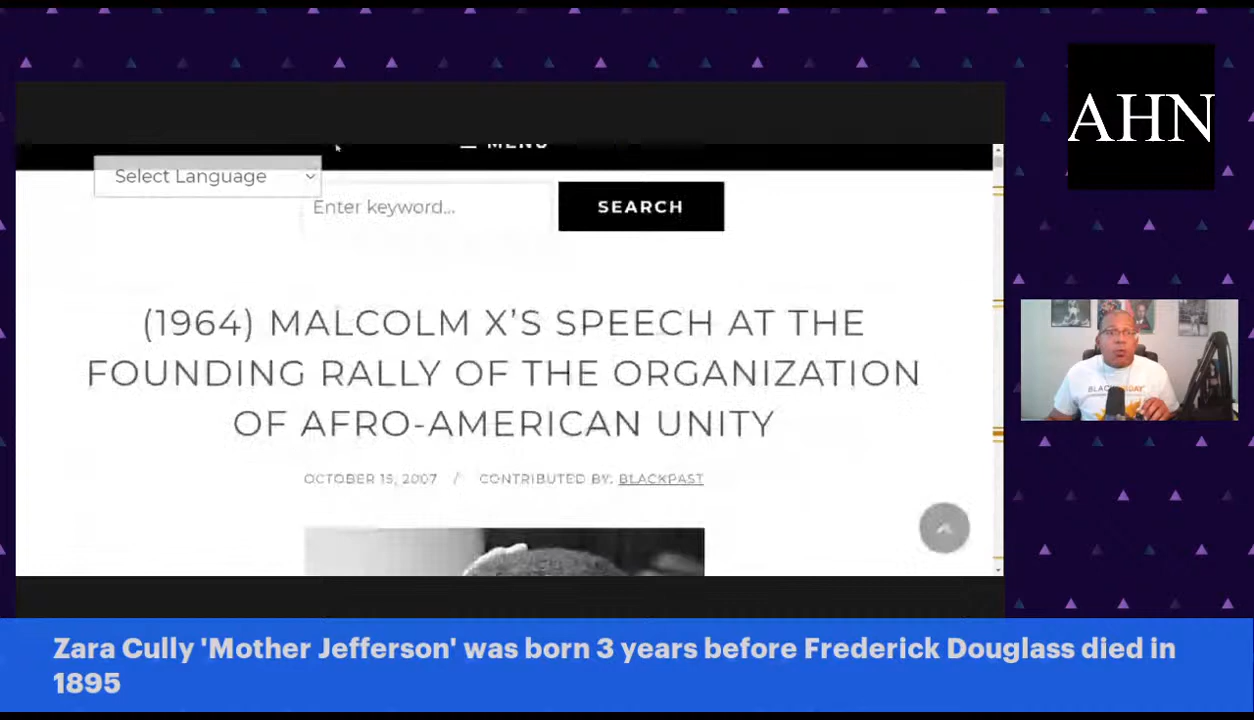 AHN
MENU
Select Language
Enter keyword...
SEARCH
(1964) MALCOLM X'S SPEECH AT THE
FOUNDING RALLY OF THE ORGANIZATION
OF AFRO-AMERICAN UNITY
OCTOBER 15, 2007 / CONTRIBUTED BY: BLACKPAST
Zara Cully 'Mother Jefferson' was born 3 years before Frederick Douglass died in
1895